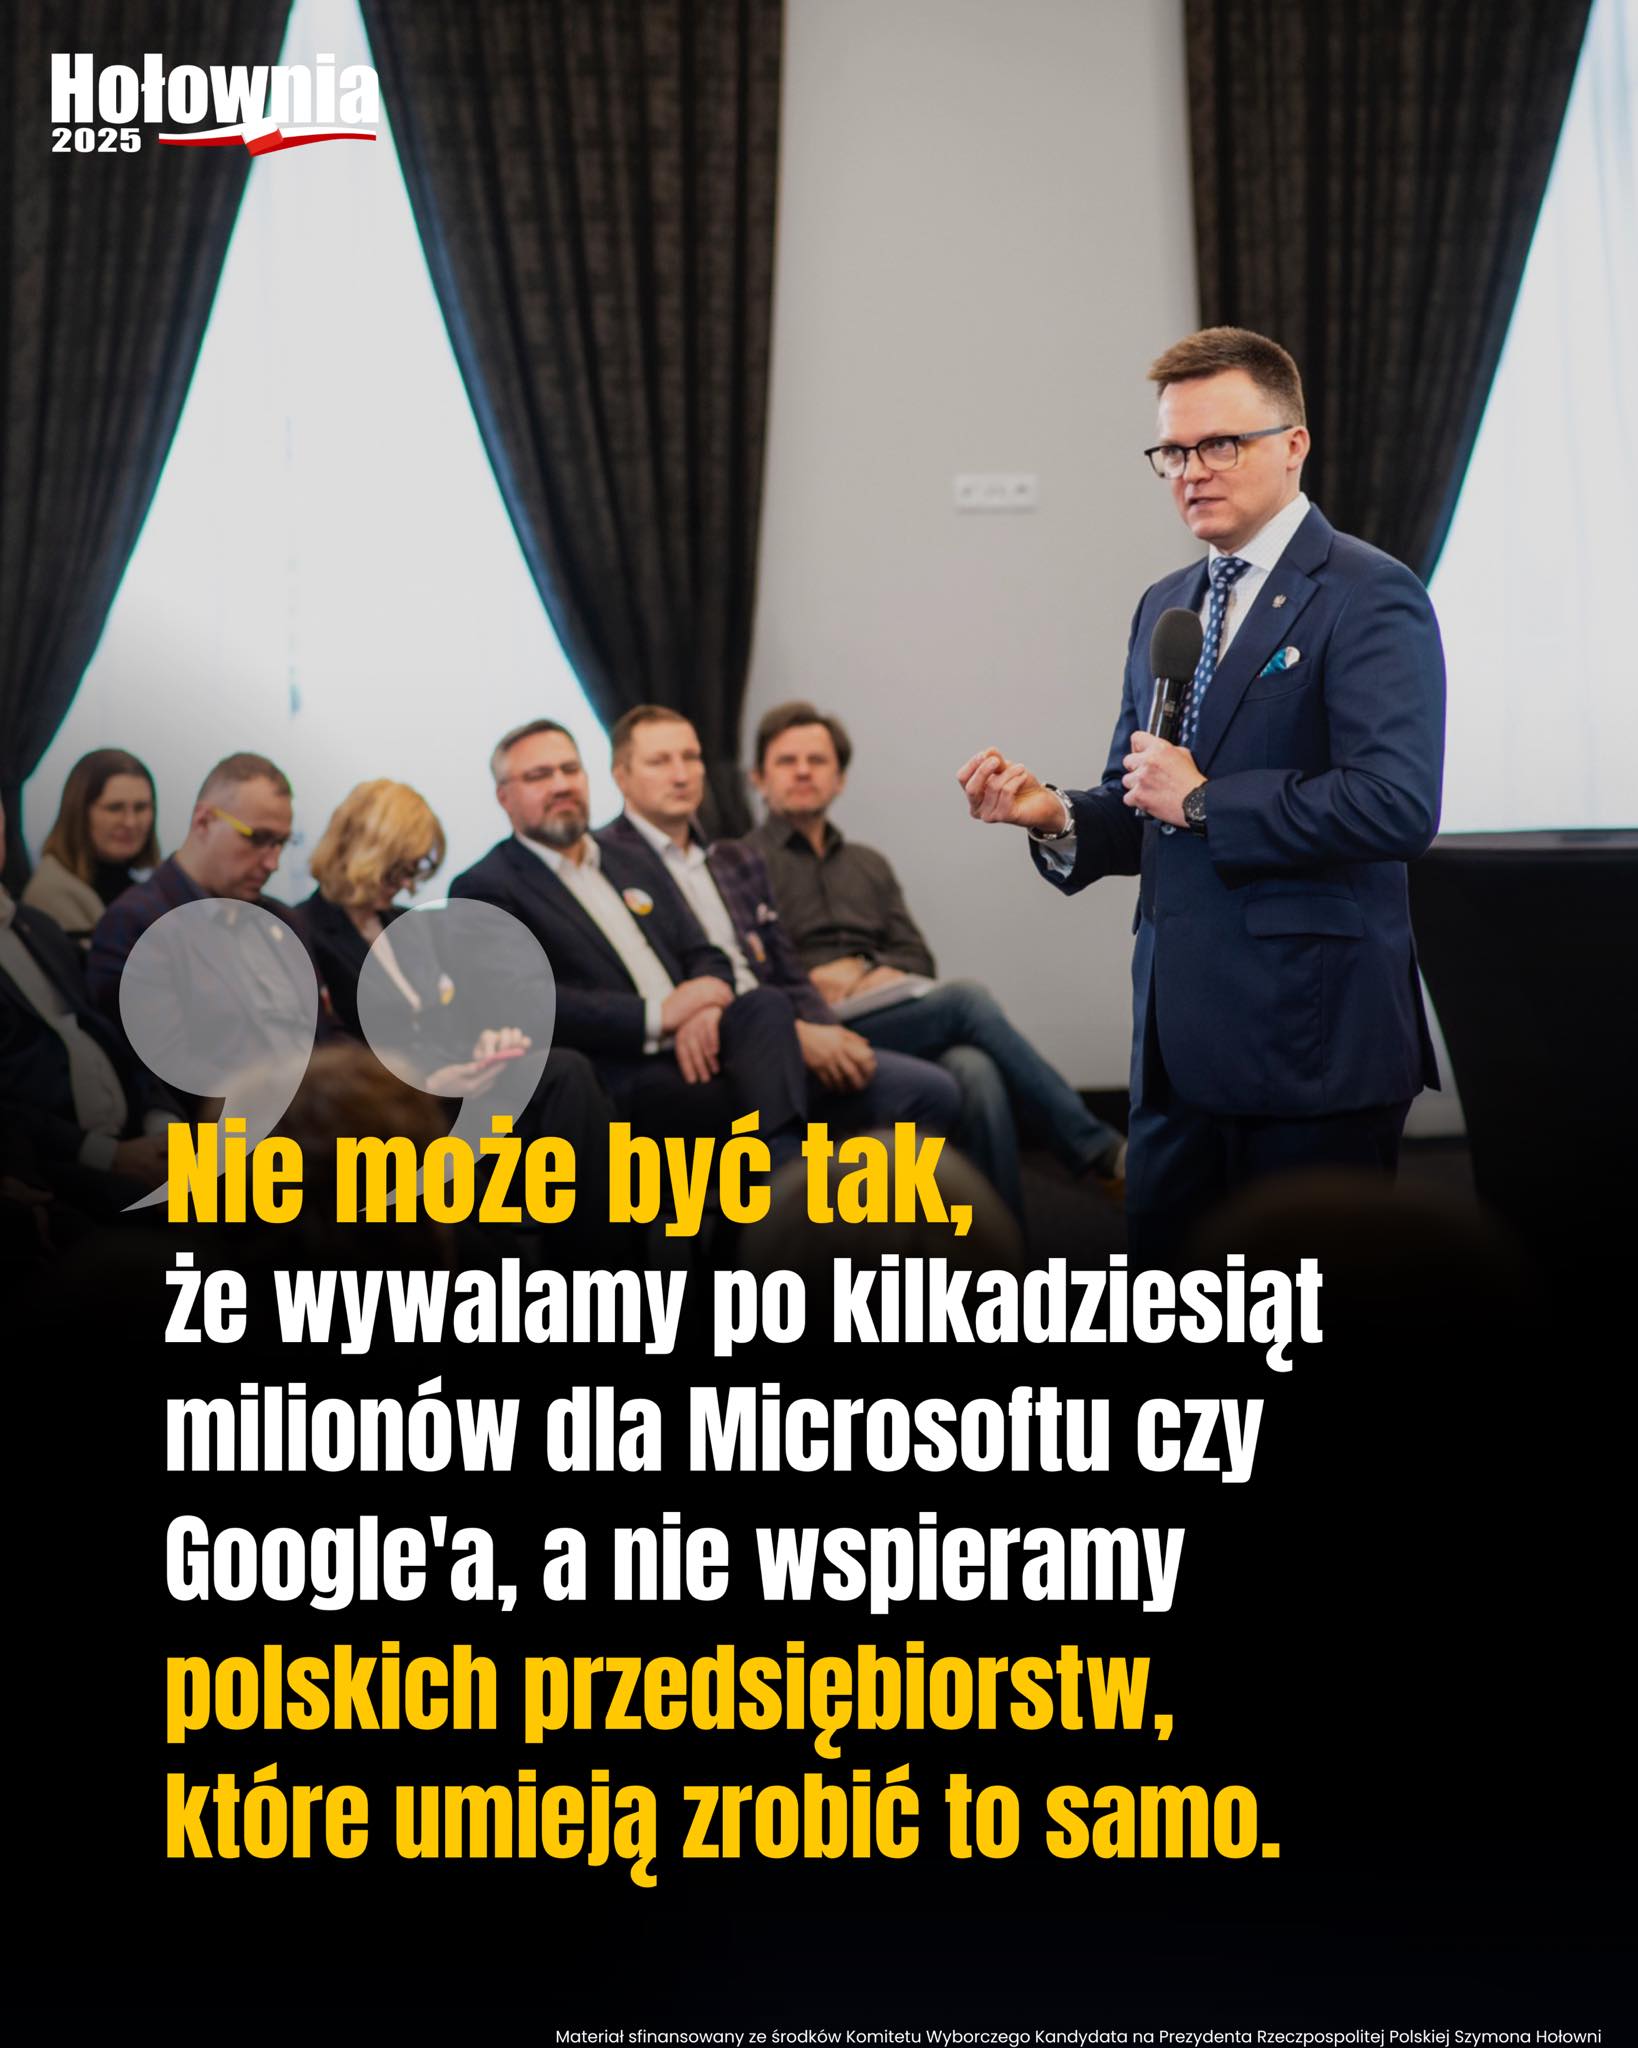 Hołownia
2025
Nie może być tak,
że wywalamy po kilkadziesiąt
milionów dla Microsoftu czy
Google'a, a nie wspieramy
polskich przedsiębiorstw,
które umieją zrobić to samo.
Materiał sfinansowany ze środków Komitetu Wyborczego Kandydata na Prezydenta Rzeczpospolitej Polskiej Szymona Hołowni